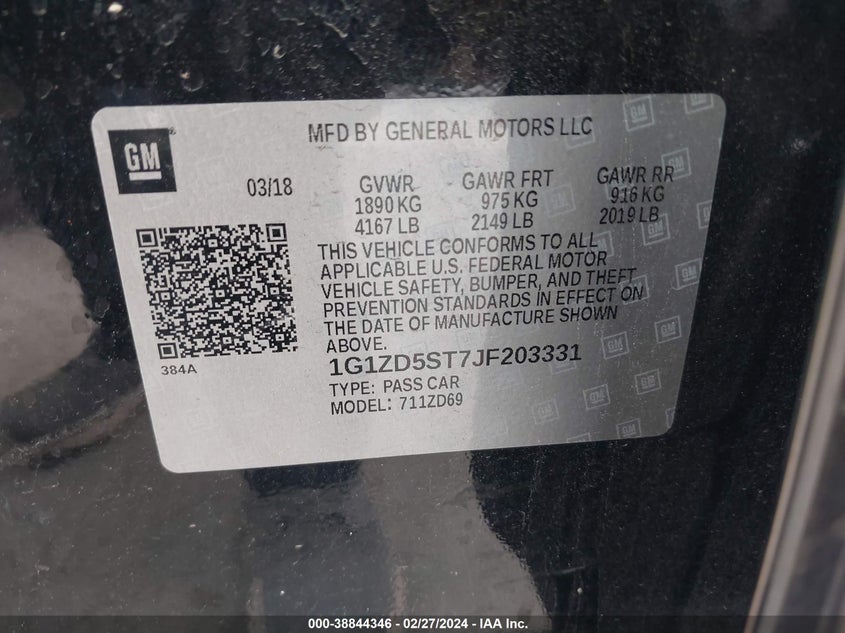 GM
MFD BY GENERAL MOTORS LLC
03/18
GVWR GAWR FRT GAWR RR
1890 KG 975 KG 916 KG
4167 LB 2149 LB 2019 LB
THIS VEHICLE CONFORMS TO ALL
APPLICABLE U.S. FEDERAL MOTOR
VEHICLE SAFETY, BUMPER, AND THEFT
PREVENTION STANDARDS IN EFFECT ON
THE DATE OF MANUFACTURE SHOWN
ABOVE.
384A
1G1ZD5ST7JF203331
TYPE: PASS CAR
MODEL: 711ZD69
000-38844346 - 02/27/2024 - IAA Inc.